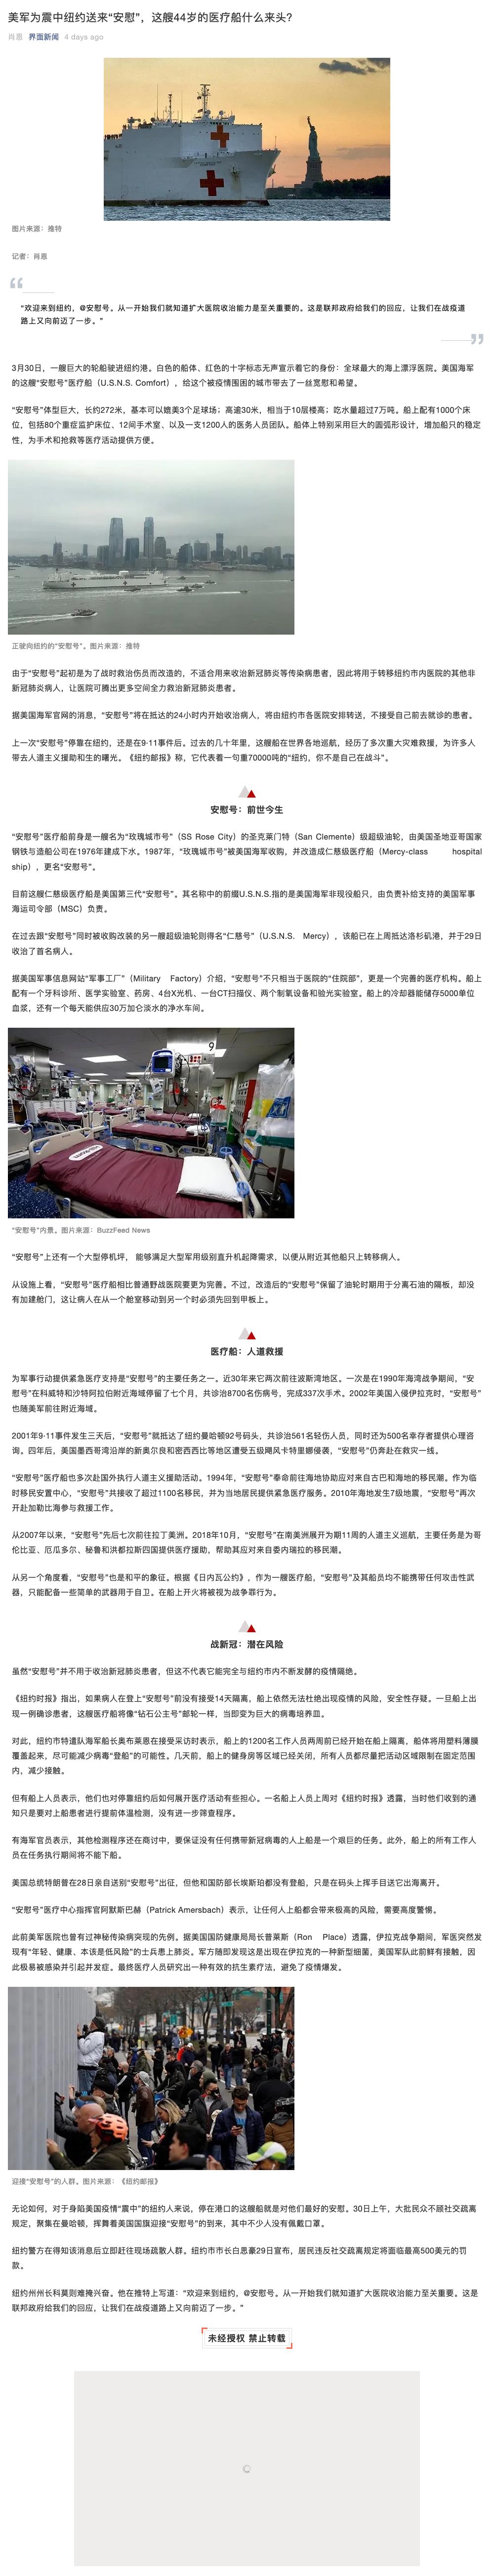 美军为震中纽约送来“安慰”，这艘44岁的医疗船什么来头？
肖恩 界面新闻 4 days ago
图片来源：推特
记者：肖恩
“欢迎来到纽约，@安慰号。从一开始我们就知道扩大医院收治能力是至关重要的。这是联邦政府给我们的回应，让我们在战疫道
路上又向前迈了一步。”
3月30日，一艘巨大的轮船驶进纽约港。白色的船体、红色的十字标志无声宣示着它的身份：全球最大的海上漂浮医院。美国海军
的这艘“安慰号”医疗船（U.S.N.S. Comfort），给这个被疫情围困的城市带去了一丝宽慰和希望。
“安慰号”体型巨大，长约272米，基本可以媲美3个足球场；高逾30米，相当于10层楼高；吃水量超过7万吨。船上配有1000个床
位，包括80个重症监护床位、12间手术室、以及一支1200人的医务人员团队。船体上特别采用巨大的圆弧形设计，增加船只的稳定
性，为手术和抢救等医疗活动提供方便。
正驶向纽约的“安慰号”。图片来源：推特
由于“安慰号”起初是为了战时救治伤员而改造的，不适合用来收治新冠肺炎等传染病患者，因此将用于转移纽约市内医院的其他非
新冠肺炎病人，让医院可腾出更多空间全力救治新冠肺炎患者。
据美国海军官网的消息，“安慰号”将在抵达的24小时内开始收治病人，将由纽约市各医院安排转送，不接受自己前去就诊的患者。
上一次“安慰号”停靠在纽约，还是在9·11事件后。过去的几十年里，这艘船在世界各地巡航，经历了多次重大灾难救援，为许多人
带去人道主义援助和生的曙光。《纽约邮报》称，它代表着一句重70000吨的“纽约，你不是自己在战斗”。
安慰号：前世今生
“安慰号”医疗船前身是一艘名为“玫瑰城市号”（SS Rose City）的圣克莱门特（San Clemente）级超级油轮，由美国圣地亚哥国家
钢铁与造船公司在1976年建成下水。1987年，“玫瑰城市号”被美国海军收购，并改造成仁慈级医疗船（Mercy-class hospital
ship），更名“安慰号”。
目前这艘仁慈级医疗船是美国第三代“安慰号”。其名称中的前缀U.S.N.S.指的是美国海军非现役船只，由负责补给支持的美国军事
海运司令部（MSC）负责。
在过去跟“安慰号”同时被收购改装的另一艘超级油轮则得名“仁慈号”（U.S.N.S. Mercy），该船已在上周抵达洛杉矶港，并于29日
收治了首名病人。
据美国军事信息网站“军事工厂”（Military Factory）介绍，“安慰号”不只相当于医院的“住院部”，更是一个完善的医疗机构。船上
配有一个牙科诊所、医学实验室、药房、4台X光机、一台CT扫描仪、两个制氧设备和验光实验室。船上的冷却器能储存5000单位
血浆，还有一个每天能供应30万加仑淡水的净水车间。
9
“安慰号”内景。图片来源：BuzzFeed News
“安慰号”上还有一个大型停机坪， 能够满足大型军用级别直升机起降需求，以便从附近其他船只上转移病人。
从设施上看，“安慰号”医疗船相比普通野战医院要更为完善。不过，改造后的“安慰号”保留了油轮时期用于分离石油的隔板，却没
有加建舱门，这让病人在从一个舱室移动到另一个时必须先回到甲板上。
医疗船：人道救援
为军事行动提供紧急医疗支持是“安慰号”的主要任务之一。近30年来它两次前往波斯湾地区。一次是在1990年海湾战争期间，“安
慰号”在科威特和沙特阿拉伯附近海域停留了七个月，共诊治8700名伤病号，完成337次手术。2002年美国入侵伊拉克时，“安慰号”
也随美军前往附近海域。
2001年9·11事件发生三天后，“安慰号”就抵达了纽约曼哈顿92号码头，共诊治561名轻伤人员，同时还为500名幸存者提供心理咨
询。四年后，美国墨西哥湾沿岸的新奥尔良和密西西比等地区遭受五级飓风卡特里娜侵袭，“安慰号”仍奔赴在救灾一线。
“安慰号”医疗船也多次赴国外执行人道主义援助活动。1994年，“安慰号”奉命前往海地协助应对来自古巴和海地的移民潮。作为临
时移民安置中心，“安慰号”共接收了超过1100名移民，并为当地居民提供紧急医疗服务。2010年海地发生7级地震，“安慰号”再次
开赴加勒比海参与救援工作。
从2007年以来，“安慰号”先后七次前往拉丁美洲。2018年10月，“安慰号”在南美洲展开为期11周的人道主义巡航，主要任务是为哥
伦比亚、厄瓜多尔、秘鲁和洪都拉斯四国提供医疗援助，帮助其应对来自委内瑞拉的移民潮。
从另一个角度看，“安慰号”也是和平的象征。根据《日内瓦公约》，作为一艘医疗船，“安慰号”及其船员均不能携带任何攻击性武
器，只能配备一些简单的武器用于自卫。在船上开火将被视为战争罪行为。
战新冠：潜在风险
虽然“安慰号”并不用于收治新冠肺炎患者，但这不代表它能完全与纽约市内不断发酵的疫情隔绝。
《纽约时报》指出，如果病人在登上“安慰号”前没有接受14天隔离，船上依然无法杜绝出现疫情的风险，安全性存疑。一旦船上出
现一例确诊患者，这艘医疗船将像“钻石公主号”邮轮一样，当即变为巨大的病毒培养皿。
对此，纽约市特遣队海军船长奥布莱恩在接受采访时表示，船上的1200名工作人员两周前已经开始在船上隔离，船体将用塑料薄膜
覆盖起来，尽可能减少病毒“登船”的可能性。几天前，船上的健身房等区域已经关闭，所有人员都尽量把活动区域限制在固定范围
内，减少接触。
但有船上人员表示，他们也对停靠纽约后如何展开医疗活动有些担心。一名船上人员上周对《纽约时报》透露，当时他们收到的通
知只是要对上船患者进行提前体温检测，没有进一步筛查程序。
有海军官员表示，其他检测程序还在商讨中，要保证没有任何携带新冠病毒的人上船是一个艰巨的任务。此外，船上的所有工作人
员在任务执行期间将不能下船。
美国总统特朗普在28日亲自送别“安慰号”出征，但他和国防部长埃斯珀都没有登船，只是在码头上挥手目送它出海离开。
“安慰号”医疗中心指挥官阿默斯巴赫（Patrick Amersbach）表示，让任何人上船都会带来极高的风险，需要高度警惕。
此前美军医院也曾有过神秘传染病突现的先例。据美国国防健康局局长普莱斯（Ron Place）透露，伊拉克战争期间，军医突然发
现有“年轻、健康、本该是低风险”的士兵患上肺炎。军方随即发现这是出现在伊拉克的一种新型细菌，美国军队此前鲜有接触，因
此极易被感染并引起并发症。最终医疗人员研究出一种有效的抗生素疗法，避免了疫情爆发。
迎接“安慰号”的人群。图片来源：《纽约邮报》
无论如何，对于身陷美国疫情“震中”的纽约人来说，停在港口的这艘船就是对他们最好的安慰。30日上午，大批民众不顾社交疏离
规定，聚集在曼哈顿，挥舞着美国国旗迎接“安慰号”的到来，其中不少人没有佩戴口罩。
纽约警方在得知该消息后立即赶往现场疏散人群。纽约市市长白思豪29日宣布，居民违反社交疏离规定将面临最高500美元的罚
款。
纽约州州长科莫则难掩兴奋。他在推特上写道：“欢迎来到纽约，@安慰号。从一开始我们就知道扩大医院收治能力至关重要。这是
联邦政府给我们的回应，让我们在战疫道路上又向前迈了一步。”
未经授权 禁止转载